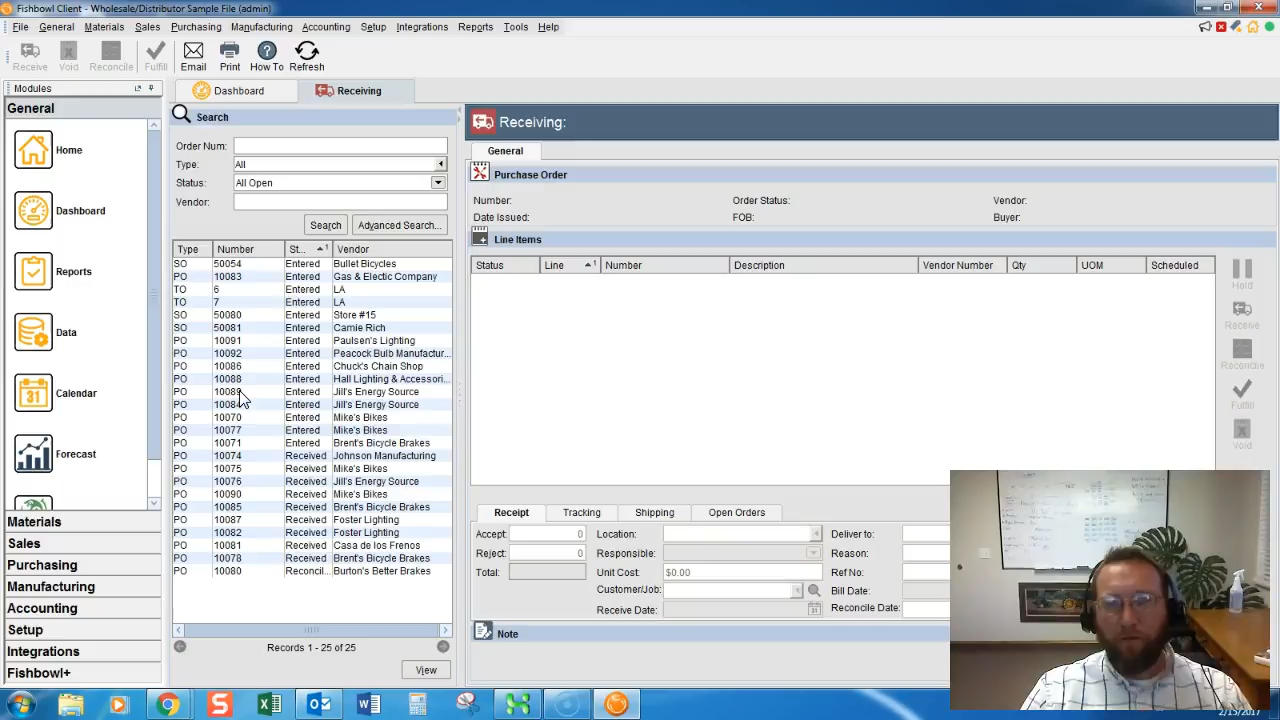 Fishbowl Client - Wholesale/Distributor Sample File (admin)
File General Materials Sales Purchasing Manufacturing Accounting Setup Integrations Reports Tools Help
Receive Void Reconcile Fulfill Email Print How To Refresh
Modules
Dashboard Receiving
General
Home
Dashboard
Reports
Data
31 Calendar
Forecast
Materials
Sales
Purchasing
Manufacturing
Accounting
Setup
Integrations
Fishbowl+
Search
Order Num:
Type: All
Status: All Open
Vendor:
Search Advanced Search...
Type Number St... 1 Vendor
SO 50054 Entered Bullet Bicycles
PO 10083 Entered Gas & Electic Company
TO 6 Entered LA
TO 7 Entered LA
SO 50080 Entered Store #15
SO 50081 Entered Carnie Rich
PO 10091 Entered Paulsen's Lighting
PO 10092 Entered Peacock Bulb Manufactur...
PO 10086 Entered Chuck's Chain Shop
PO 10088 Entered Hall Lighting & Accessori...
PO 10089 Entered Jill's Energy Source
PO 10084 Entered Jill's Energy Source
PO 10070 Entered Mike's Bikes
PO 10077 Entered Mike's Bikes
PO 10071 Entered Brent's Bicycle Brakes
PO 10074 Received Johnson Manufacturing
PO 10075 Received Mike's Bikes
PO 10076 Received Jill's Energy Source
PO 10090 Received Mike's Bikes
PO 10085 Received Brent's Bicycle Brakes
PO 10087 Received Foster Lighting
PO 10082 Received Foster Lighting
PO 10081 Received Casa de los Frenos
PO 10078 Received Brent's Bicycle Brakes
PO 10080 Reconcil... Burton's Better Brakes
Records 1 - 25 of 25
View
Receiving:
General
Purchase Order
Number: Order Status: Vendor:
Date Issued: FOB: Buyer:
Line Items
Status Line 1 Number Description Vendor Number Qty UOM Scheduled
Hold
Receive
Reconcile
Fulfill
Void
Receipt Tracking Shipping Open Orders
Accept: 0 Location: Deliver to:
Reject: 0 Responsible: Reason:
Total: Unit Cost: $0.00 Ref No:
Customer/Job: Bill Date:
Receive Date: 31 Reconcile Date:
Note
2/15/2017